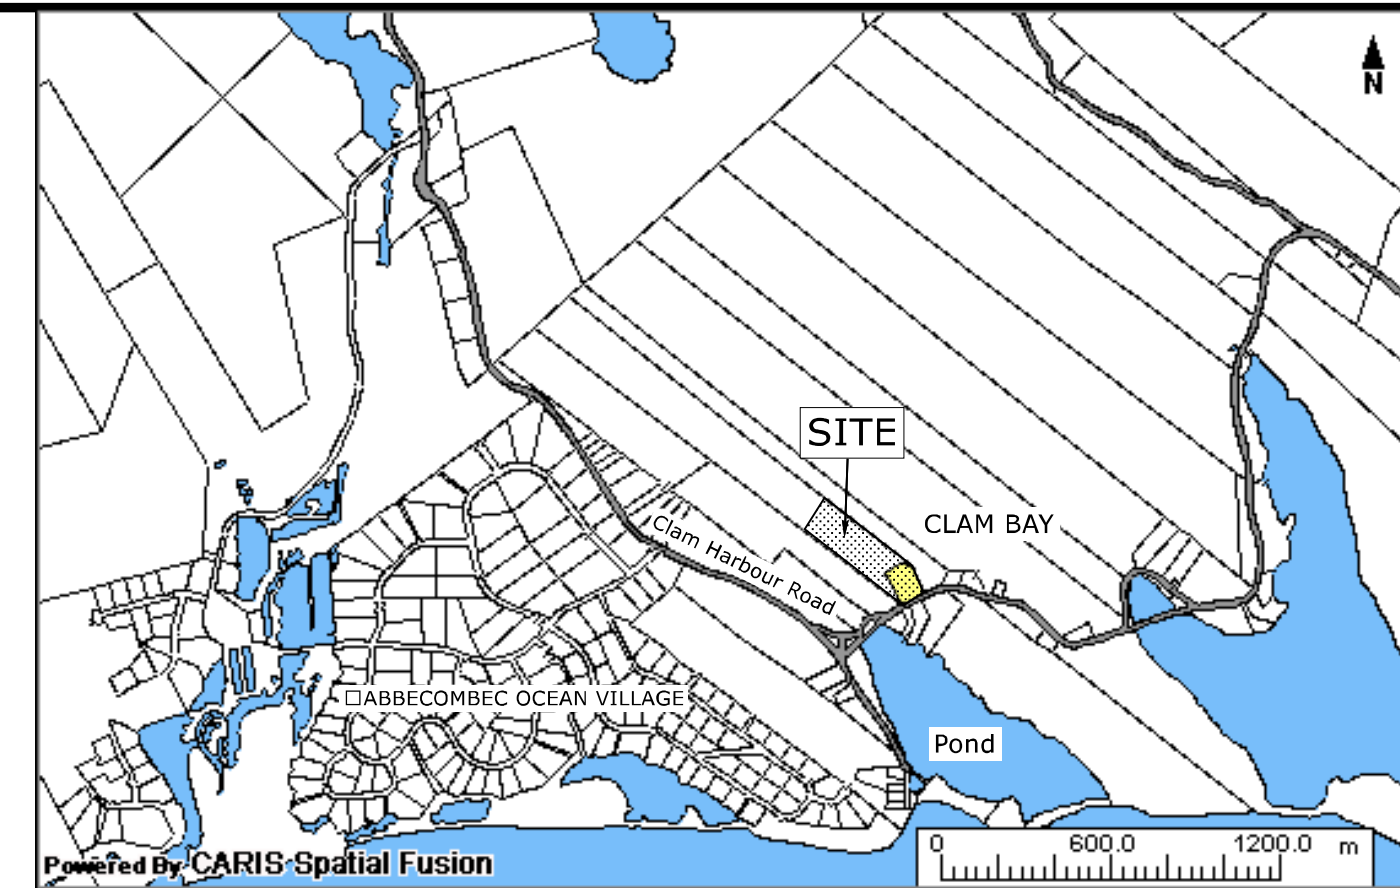 N
SITE
CLAM BAY
Clam Harbour Road
ABBECOMBEC OCEAN VILLAGE
Pond
0 600.0 1200.0 m
Powered By CARIS Spatial Fusion